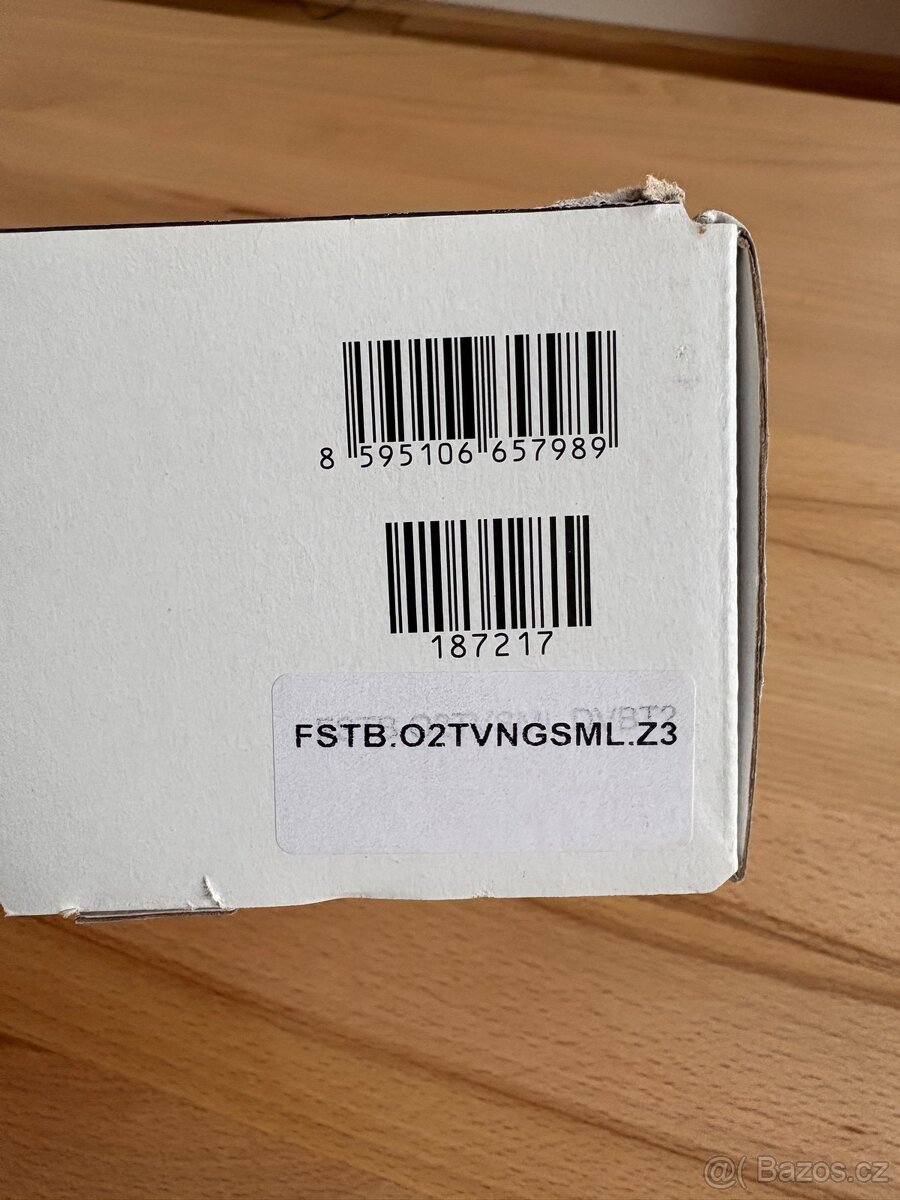 8 595106 657989
187217
FSTB.O2TVNGSML.Z3
@( Bazos.cz